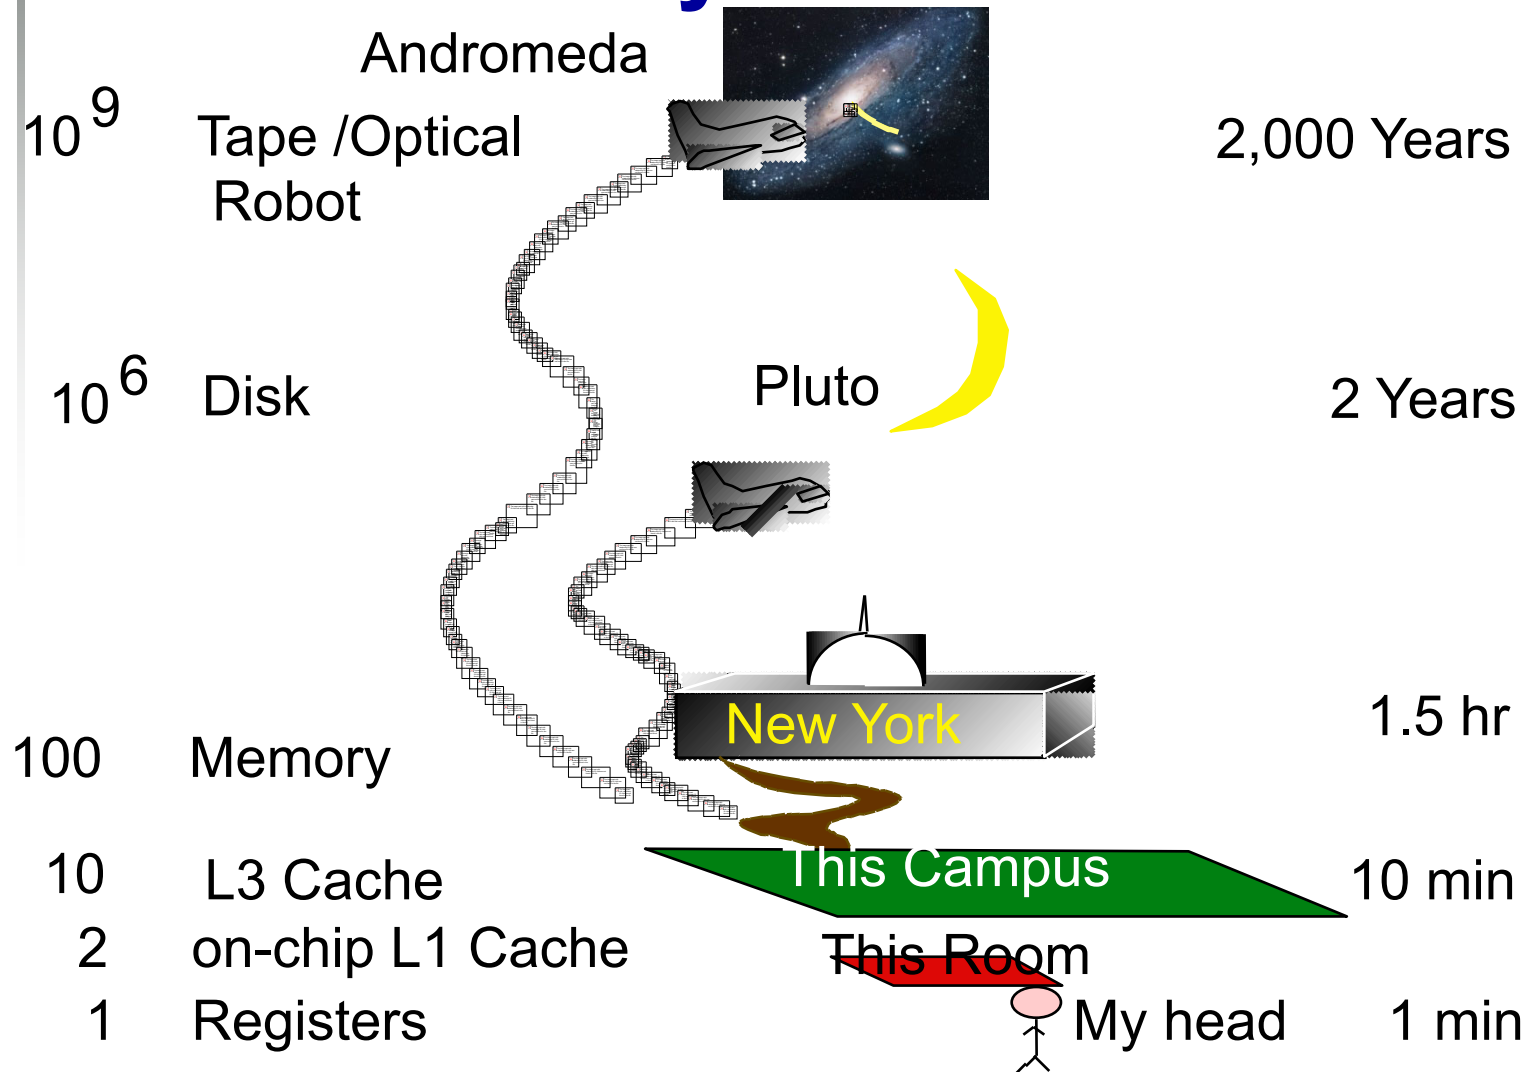 Andromeda
10^9 Tape /Optical 2,000 Years
Robot
10^6 Disk Pluto 2 Years
New York 1.5 hr
100 Memory
10 L3 Cache This Campus 10 min
2 on-chip L1 Cache This Room
1 Registers My head 1 min